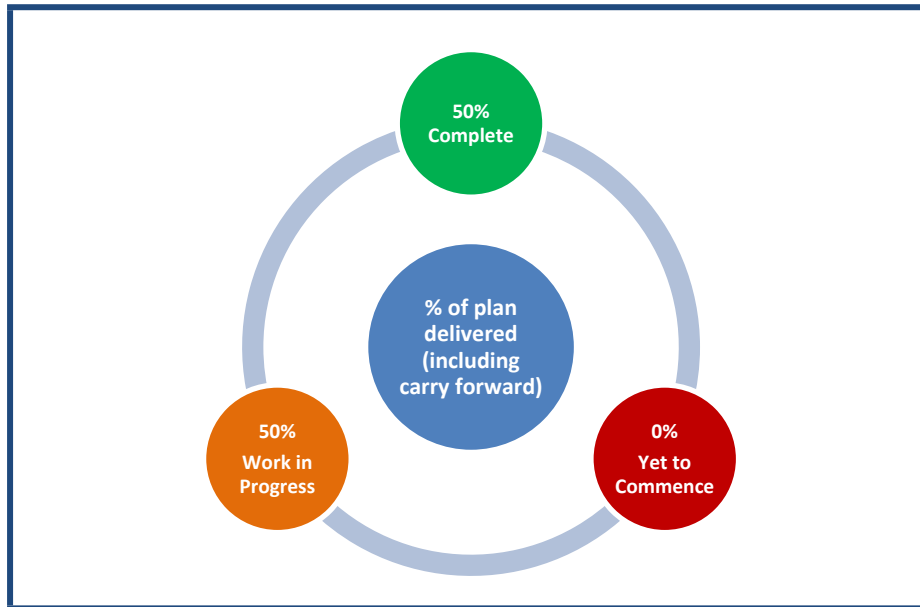 50%
Complete
% of plan
delivered
(including
carry forward)
50%
Work in
Progress
0%
Yet to
Commence